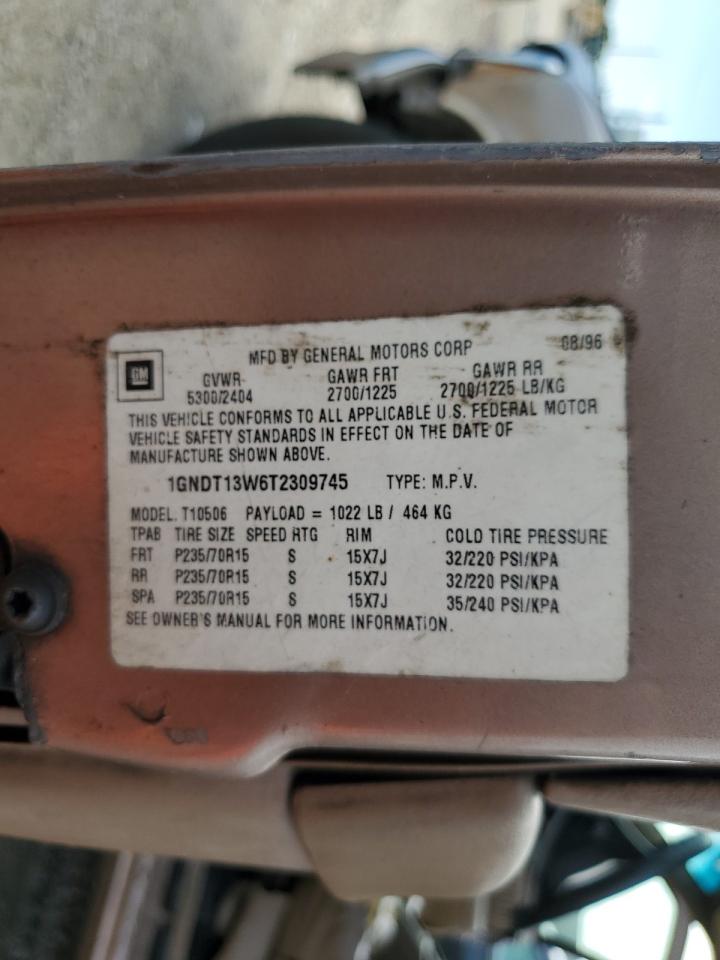 MFD BY GENERAL MOTORS CORP 08/96
GM
GVWR GAWR FRT GAWR RR
5300/2404 2700/1225 2700/1225 LB/KG
THIS VEHICLE CONFORMS TO ALL APPLICABLE U.S. FEDERAL MOTOR
VEHICLE SAFETY STANDARDS IN EFFECT ON THE DATE OF
MANUFACTURE SHOWN ABOVE.
1GNDT13W6T2309745 TYPE: M.P.V.
MODEL. T10506 PAYLOAD = 1022 LB / 464 KG
TPAB TIRE SIZE SPEED RTG RIM COLD TIRE PRESSURE
FRT P235/70R15 S 15X7J 32/220 PSI/KPA
RR P235/70R15 S 15X7J 32/220 PSI/KPA
SPA P235/70R15 S 15X7J 35/240 PSI/KPA
SEE OWNER'S MANUAL FOR MORE INFORMATION.